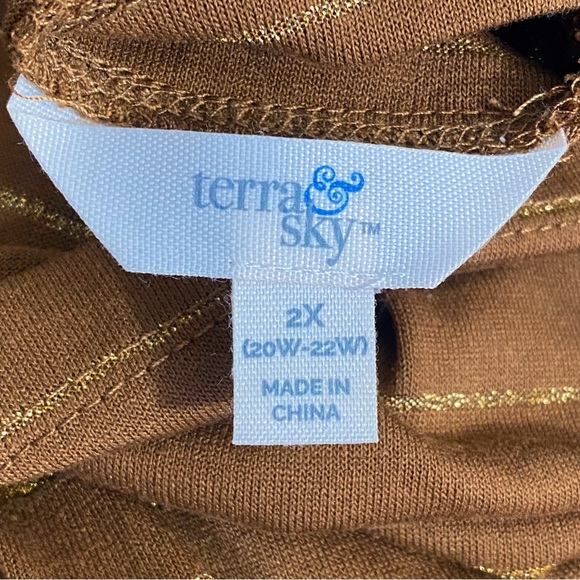 terra &
sky™
2X
(20W-22W)
MADE IN
CHINA